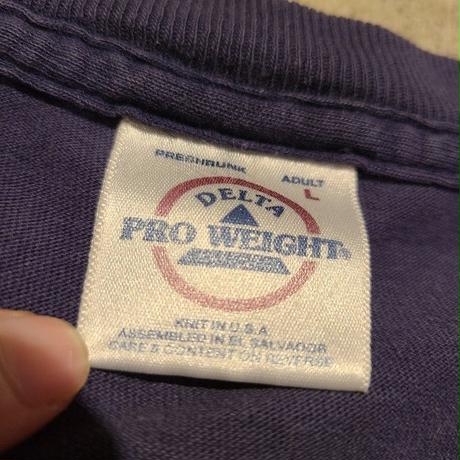 PRESHRUNK ADULT
L
DELTA
PRO WEIGHT®
KNIT IN U.S.A
ASSEMBLED IN EL SALVADOR
CARE & CONTENT ON REVERSE